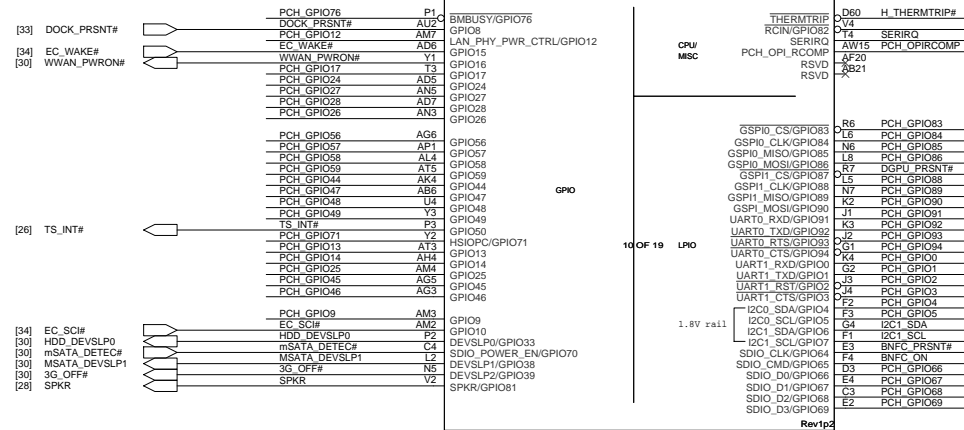 PCH_GPIO76 P1 BMBUSY/GPIO76
[33] DOCK_PRSNT# DOCK_PRSNT# AU2 GPIO8
PCH_GPIO12 AM7 LAN_PHY_PWR_CTRL/GPIO12
[34] EC_WAKE# EC_WAKE# AD6 GPIO15
[30] WWAN_PWRON# WWAN_PWRON# Y1 GPIO16
PCH_GPIO17 T3 GPIO17
PCH_GPIO24 AD5 GPIO24
PCH_GPIO27 AN5 GPIO27
PCH_GPIO28 AD7 GPIO28
PCH_GPIO26 AN3 GPIO26
PCH_GPIO56 AG6 GPIO56
PCH_GPIO57 AP1 GPIO57
PCH_GPIO58 AL4 GPIO58
PCH_GPIO59 AT5 GPIO59
PCH_GPIO44 AK4 GPIO44
PCH_GPIO47 AB6 GPIO47
PCH_GPIO48 U4 GPIO48
PCH_GPIO49 Y3 GPIO49
[26] TS_INT# TS_INT# P3 GPIO50
PCH_GPIO71 Y2 HSIOPC/GPIO71
PCH_GPIO13 AT3 GPIO13
PCH_GPIO14 AH4 GPIO14
PCH_GPIO25 AM4 GPIO25
PCH_GPIO45 AG5 GPIO45
PCH_GPIO46 AG3 GPIO46
PCH_GPIO9 AM3 GPIO9
[34] EC_SCI# EC_SCI# AM2 GPIO10
[30] HDD_DEVSLP0 HDD_DEVSLP0 P2 DEVSLP0/GPIO33
[30] mSATA_DETEC# mSATA_DETEC# C4 SDIO_POWER_EN/GPIO70
[30] MSATA_DEVSLP1 MSATA_DEVSLP1 L2 DEVSLP1/GPIO38
[30] 3G_OFF# 3G_OFF# N5 DEVSLP2/GPIO39
[28] SPKR SPKR V2 SPKR/GPIO81
GPIO
10 OF 19
CPU/
MISC
LPIO
1.8V rail
THERMTRIP D60 H_THERMTRIP#
RCIN/GPIO82 V4
SERIRQ T4 SERIRQ
PCH_OPI_RCOMP AW15 PCH_OPIRCOMP
RSVD AF20
RSVD AB21
GSPI0_CS/GPIO83 R6 PCH_GPIO83
GSPI0_CLK/GPIO84 L6 PCH_GPIO84
GSPI0_MISO/GPIO85 N6 PCH_GPIO85
GSPI0_MOSI/GPIO86 L8 PCH_GPIO86
GSPI1_CS/GPIO87 R7 DGPU_PRSNT#
GSPI1_CLK/GPIO88 L5 PCH_GPIO88
GSPI1_MISO/GPIO89 N7 PCH_GPIO89
GSPI_MOSI/GPIO90 K2 PCH_GPIO90
UART0_RXD/GPIO91 J1 PCH_GPIO91
UART0_TXD/GPIO92 K3 PCH_GPIO92
UART0_RTS/GPIO93 J2 PCH_GPIO93
UART0_CTS/GPIO94 G1 PCH_GPIO94
UART1_RXD/GPIO0 K4 PCH_GPIO0
UART1_TXD/GPIO1 G2 PCH_GPIO1
UART1_RST/GPIO2 J3 PCH_GPIO2
UART1_CTS/GPIO3 J4 PCH_GPIO3
I2C0_SDA/GPIO4 F2 PCH_GPIO4
I2C0_SCL/GPIO5 F3 PCH_GPIO5
I2C1_SDA/GPIO6 G4 I2C1_SDA
I2C1_SCL/GPIO7 F1 I2C1_SCL
SDIO_CLK/GPIO64 E3 BNFC_PRSNT#
SDIO_CMD/GPIO65 F4 BNFC_ON
SDIO_D0/GPIO66 D3 PCH_GPIO66
SDIO_D1/GPIO67 E4 PCH_GPIO67
SDIO_D2/GPIO68 C3 PCH_GPIO68
SDIO_D3/GPIO69 E2 PCH_GPIO69
Rev1p2